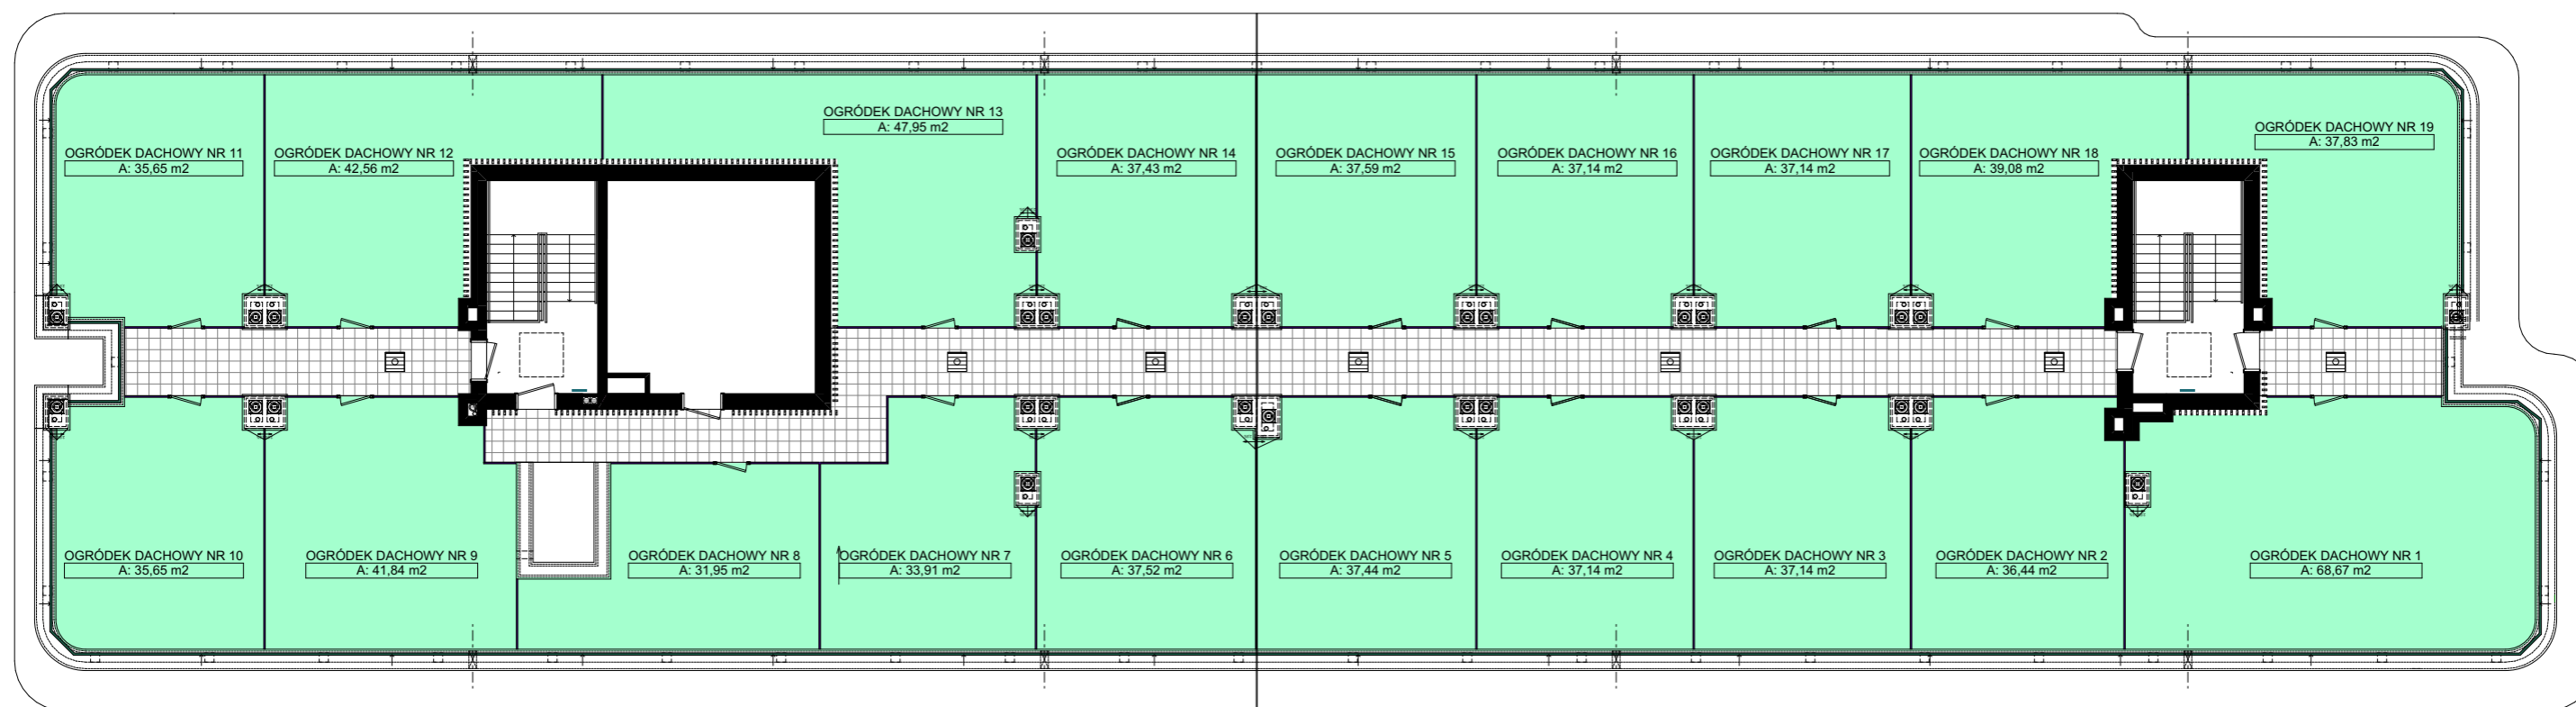 OGRÓDEK DACHOWY NR 11
A: 35,65 m2
OGRÓDEK DACHOWY NR 12
A: 42,56 m2
OGRÓDEK DACHOWY NR 13
A: 47,95 m2
OGRÓDEK DACHOWY NR 14
A: 37,43 m2
OGRÓDEK DACHOWY NR 15
A: 37,59 m2
OGRÓDEK DACHOWY NR 16
A: 37,14 m2
OGRÓDEK DACHOWY NR 17
A: 37,14 m2
OGRÓDEK DACHOWY NR 18
A: 39,08 m2
OGRÓDEK DACHOWY NR 19
A: 37,83 m2
OGRÓDEK DACHOWY NR 10
A: 35,65 m2
OGRÓDEK DACHOWY NR 9
A: 41,84 m2
OGRÓDEK DACHOWY NR 8
A: 31,95 m2
OGRÓDEK DACHOWY NR 7
A: 33,91 m2
OGRÓDEK DACHOWY NR 6
A: 37,52 m2
OGRÓDEK DACHOWY NR 5
A: 37,44 m2
OGRÓDEK DACHOWY NR 4
A: 37,14 m2
OGRÓDEK DACHOWY NR 3
A: 37,14 m2
OGRÓDEK DACHOWY NR 2
A: 36,44 m2
OGRÓDEK DACHOWY NR 1
A: 68,67 m2